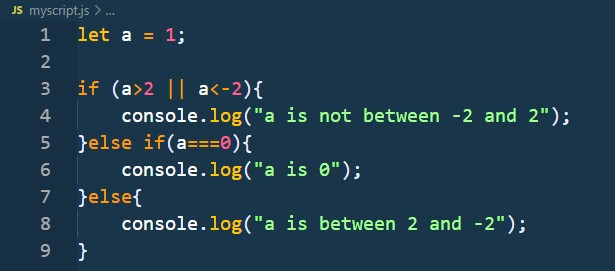 JS myscript.js > ...
1 let a = 1;
2
3 if (a>2 || a<-2){
4     console.log("a is not between -2 and 2");
5 }else if(a===0){
6     console.log("a is 0");
7 }else{
8     console.log("a is between 2 and -2");
9 }